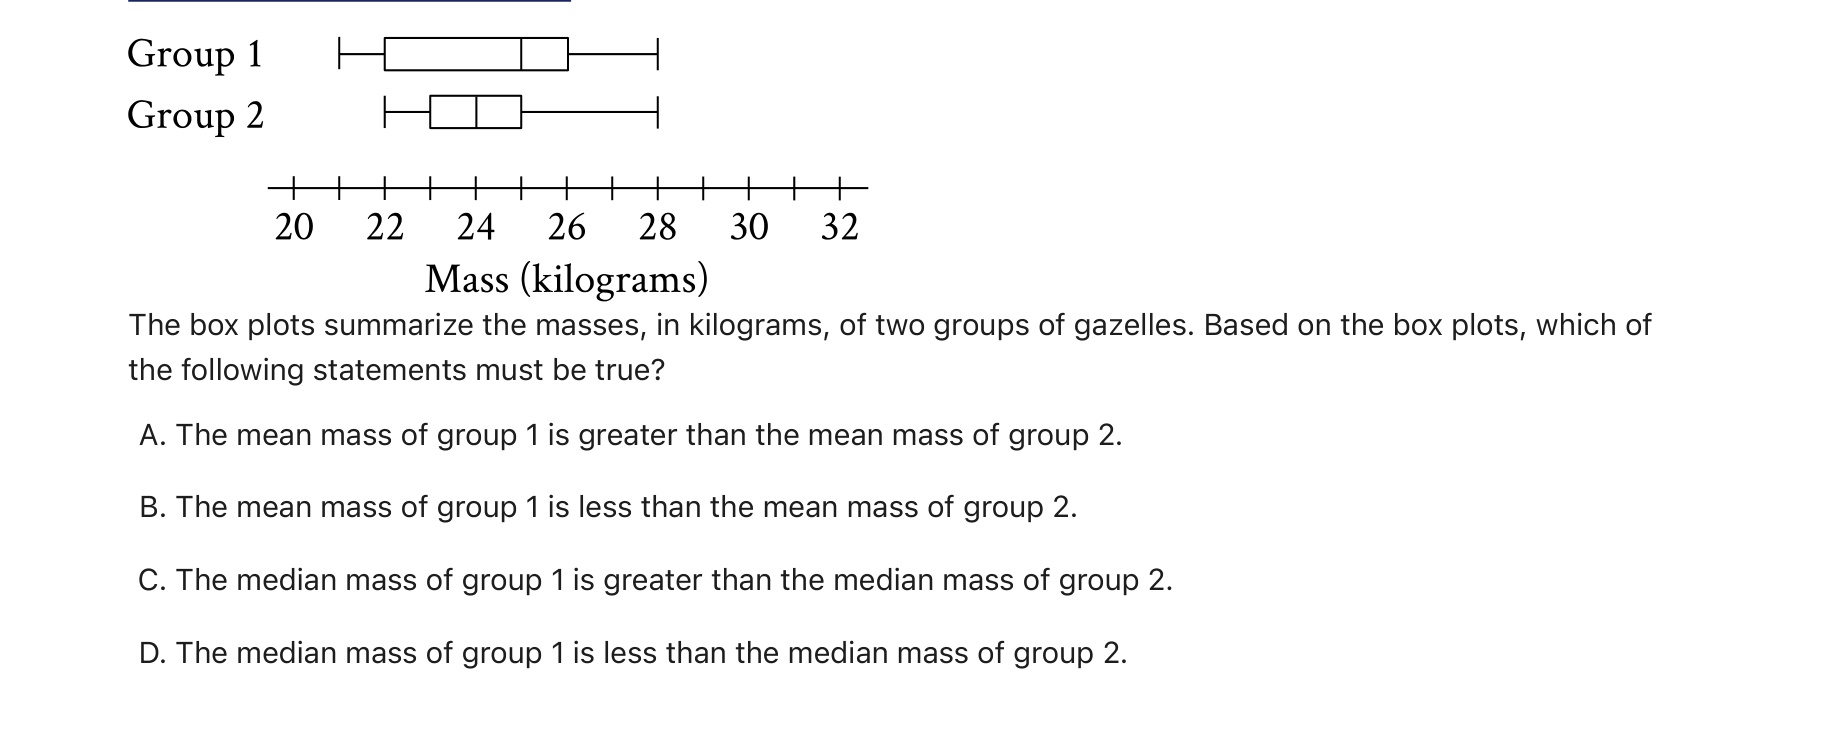 Group 1
Group 2
20 22 24 26 28 30 32
Mass (kilograms)
The box plots summarize the masses, in kilograms, of two groups of gazelles. Based on the box plots, which of
the following statements must be true?
A. The mean mass of group 1 is greater than the mean mass of group 2.
B. The mean mass of group 1 is less than the mean mass of group 2.
C. The median mass of group 1 is greater than the median mass of group 2.
D. The median mass of group 1 is less than the median mass of group 2.